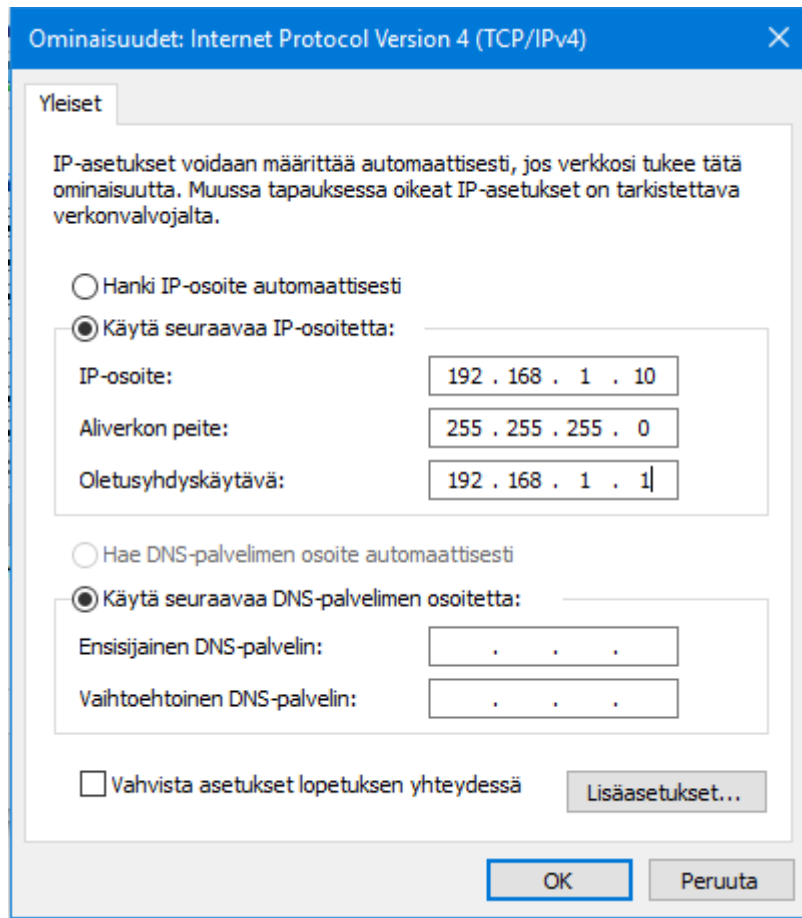 Ominaisuudet: Internet Protocol Version 4 (TCP/IPv4)
Yleiset
IP-asetukset voidaan määrittää automaattisesti, jos verkkosi tukee tätä
ominaisuutta. Muussa tapauksessa oikeat IP-asetukset on tarkistettava
verkonvalvojalta.
Hanki IP-osoite automaattisesti
Käytä seuraavaa IP-osoitetta:
IP-osoite: 192 . 168 . 1 . 10
Aliverkon peite: 255 . 255 . 255 . 0
Oletusyhdyskäytävä: 192 . 168 . 1 . 1
Hae DNS-palvelimen osoite automaattisesti
Käytä seuraavaa DNS-palvelimen osoitetta:
Ensisijainen DNS-palvelin: . . .
Vaihtoehtoinen DNS-palvelin: . . .
Vahvista asetukset lopetuksen yhteydessä
Lisäasetukset...
OK Peruuta